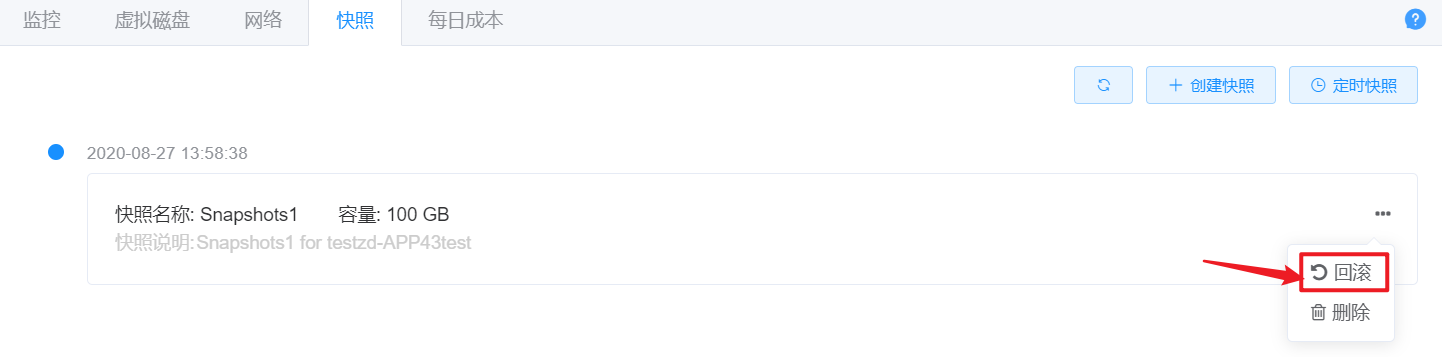 监控 虚拟磁盘 网络 快照 每日成本 ?
创建快照 定时快照
2020-08-27 13:58:38
快照名称: Snapshots1 容量: 100 GB
快照说明:Snapshots1 for testzd-APP43test
回滚
删除